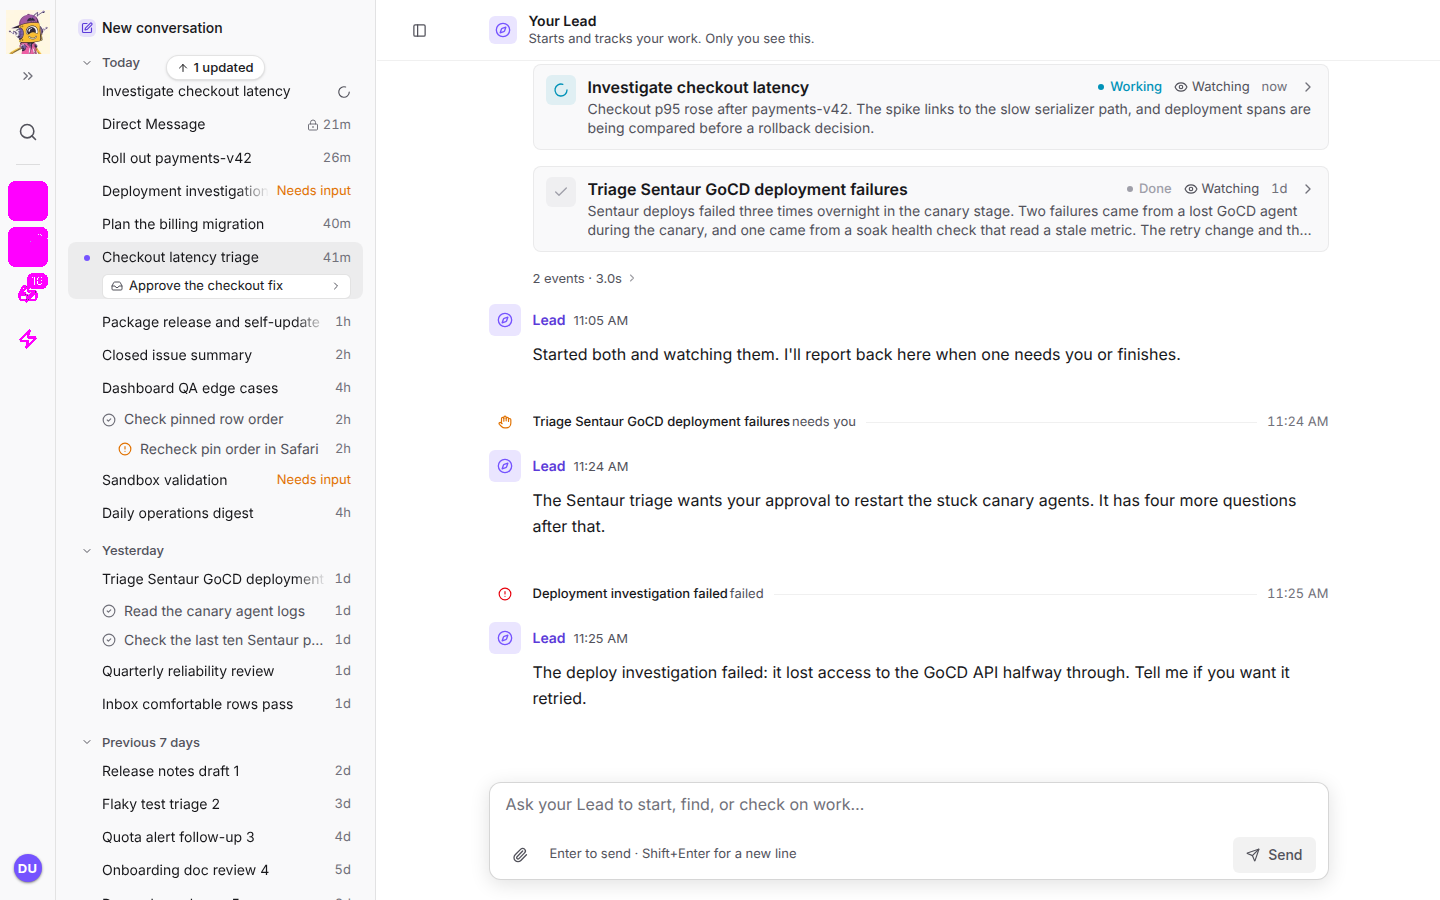 New conversation
Today
1 updated
Investigate checkout latency
Direct Message 21m
Roll out payments-v42 26m
Deployment investigation Needs input
Plan the billing migration 40m
Checkout latency triage 41m
Approve the checkout fix
Package release and self-update 1h
Closed issue summary 2h
Dashboard QA edge cases 4h
Check pinned row order 2h
Recheck pin order in Safari 2h
Sandbox validation Needs input
Daily operations digest 4h
Yesterday
Triage Sentaur GoCD deployment 1d
Read the canary agent logs 1d
Check the last ten Sentaur p... 1d
Quarterly reliability review 1d
Inbox comfortable rows pass 1d
Previous 7 days
Release notes draft 1 2d
Flaky test triage 2 3d
Quota alert follow-up 3 4d
Onboarding doc review 4 5d
DU
Your Lead
Starts and tracks your work. Only you see this.
Investigate checkout latency Working Watching now
Checkout p95 rose after payments-v42. The spike links to the slow serializer path, and deployment spans are
being compared before a rollback decision.
Triage Sentaur GoCD deployment failures Done Watching 1d
Sentaur deploys failed three times overnight in the canary stage. Two failures came from a lost GoCD agent
during the canary, and one came from a soak health check that read a stale metric. The retry change and th...
2 events · 3.0s
Lead 11:05 AM
Started both and watching them. I'll report back here when one needs you or finishes.
Triage Sentaur GoCD deployment failures needs you 11:24 AM
Lead 11:24 AM
The Sentaur triage wants your approval to restart the stuck canary agents. It has four more questions
after that.
Deployment investigation failed failed 11:25 AM
Lead 11:25 AM
The deploy investigation failed: it lost access to the GoCD API halfway through. Tell me if you want it
retried.
Ask your Lead to start, find, or check on work...
Enter to send · Shift+Enter for a new line
Send